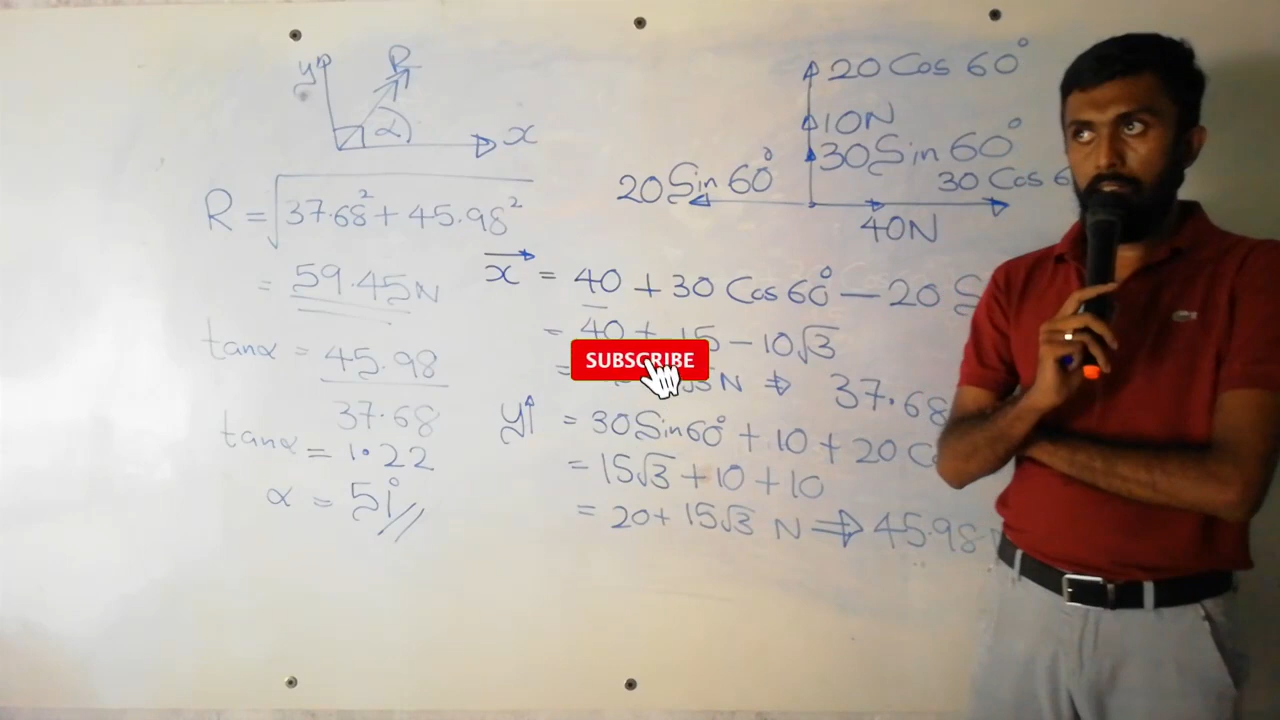 y R
α x
R = √37.68² + 45.98²
= 59.45N
tanα = 45.98
37.68
tanα = 1.22
α = 51°
20 Cos 60°
10N
30 Sin 60°
20 Sin 60°
30 Cos 6
40N
x = 40 + 30 Cos 60° — 20 S
= 40 + 15 − 10√3
N ⇒ 37.68
y↑ = 30 Sin 60° + 10 + 20 Co
= 15√3 + 10 + 10
= 20 + 15√3 N ⇒ 45.98
SUBSCRIBE